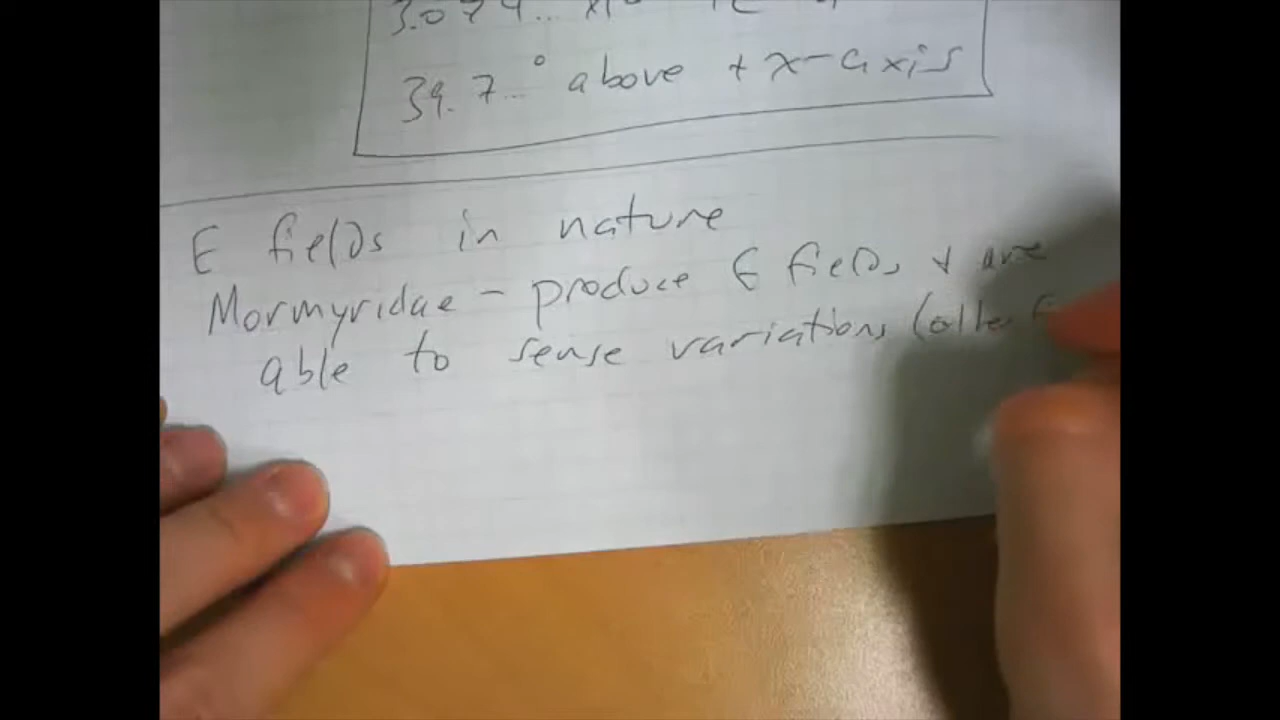 39.7...° above + x-axis
E fields in nature
Mormyridae - produce E fields + are
able to sense variations